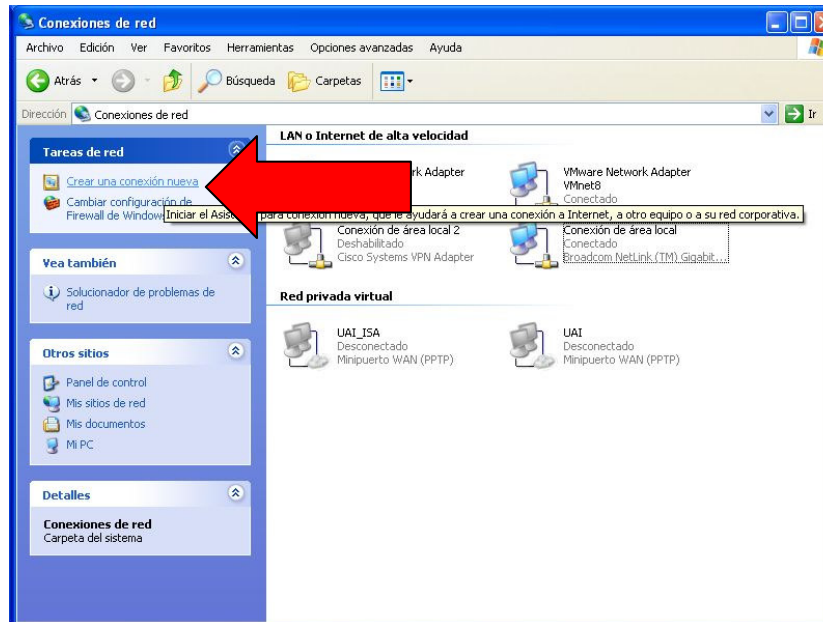 Conexiones de red
Archivo Edición Ver Favoritos Herramientas Opciones avanzadas Ayuda
Atrás Búsqueda Carpetas
Dirección Conexiones de red Ir
Tareas de red
Crear una conexión nueva
Cambiar configuración de
Firewall de Windows
Vea también
Solucionador de problemas de
red
Otros sitios
Panel de control
Mis sitios de red
Mis documentos
Mi PC
Detalles
Conexiones de red
Carpeta del sistema
LAN o Internet de alta velocidad
Adapter
VMware Network Adapter
VMnet8
Conectado
Iniciar el para conexión nueva, que le ayudará a crear una conexión a Internet, a otro equipo o a su red corporativa.
Conexión de área local 2
Deshabilitado
Cisco Systems VPN Adapter
Conexión de área local
Conectado
Broadcom NetLink (TM) Gigabit...
Red privada virtual
UAI_ISA
Desconectado
Minipuerto WAN (PPTP)
UAI
Desconectado
Minipuerto WAN (PPTP)